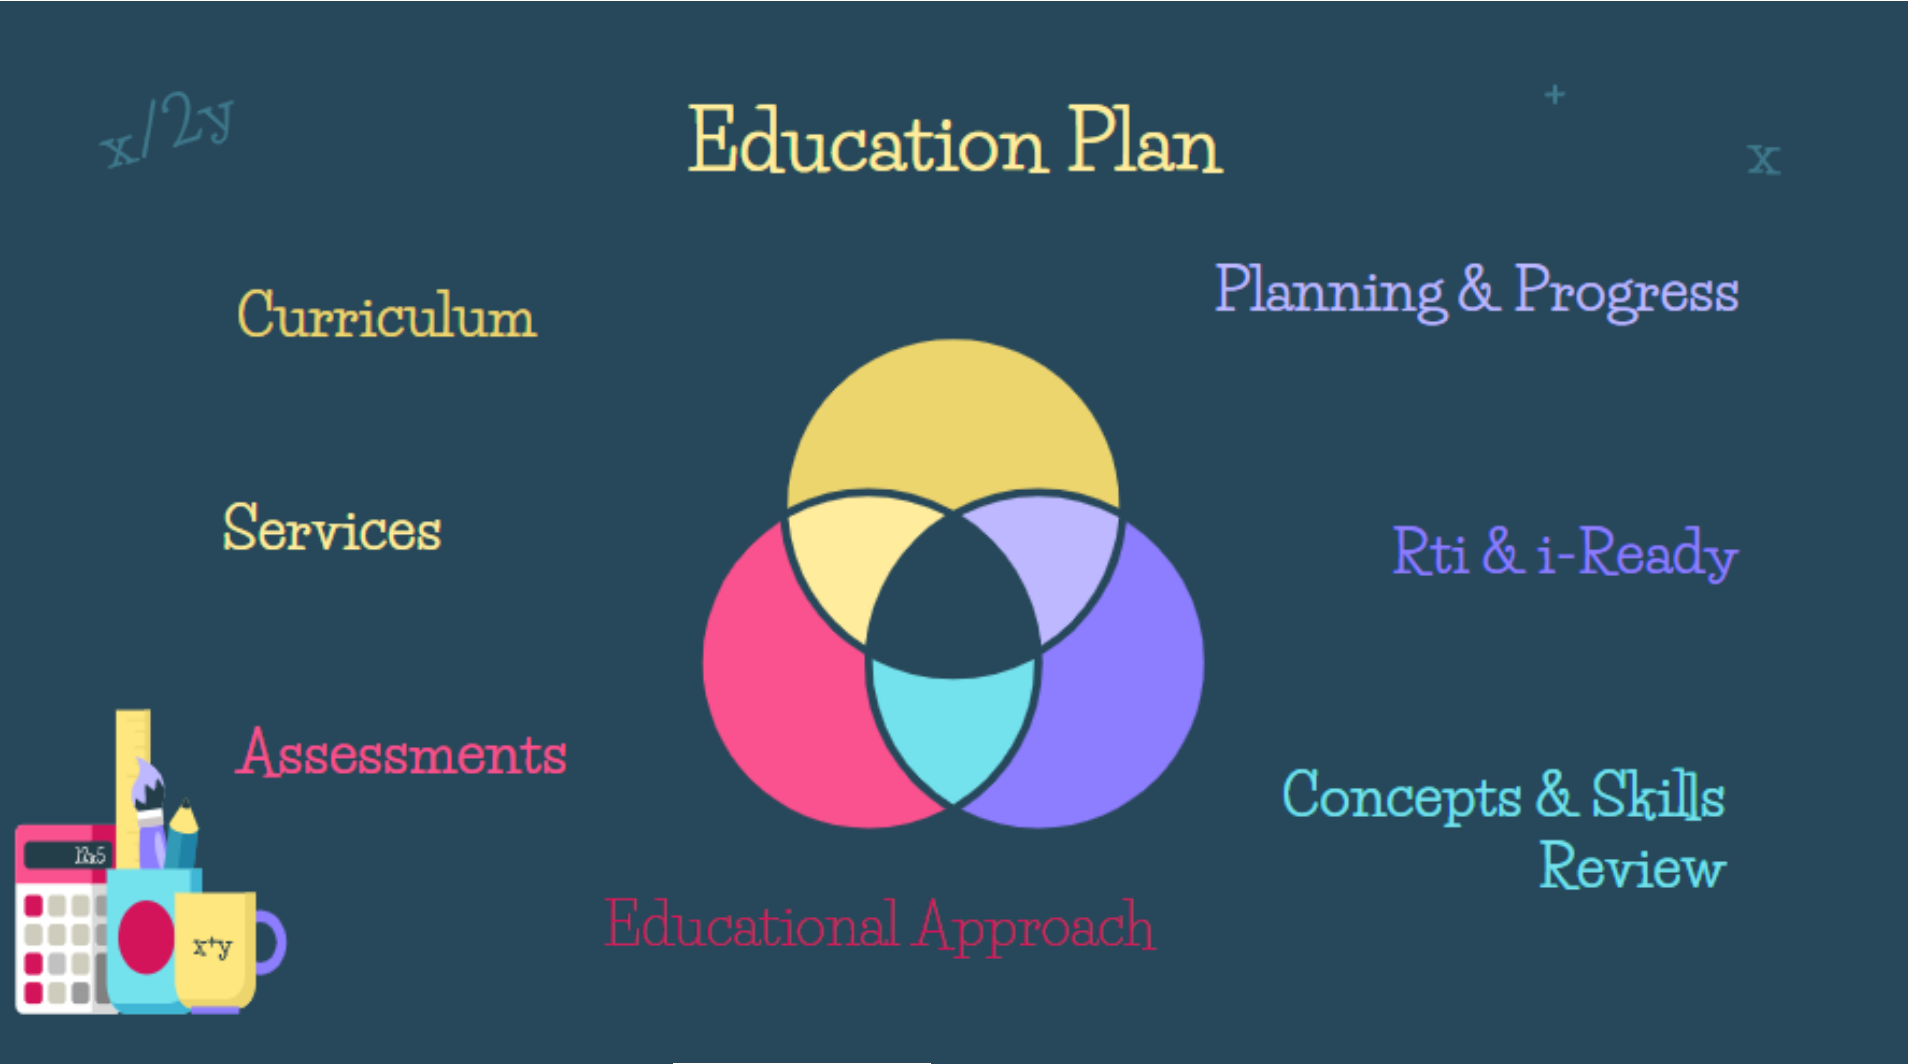 x/2y
Education Plan
+
x
Curriculum
Planning & Progress
Services
Rti & i-Ready
Assessments
Concepts & Skills
Review
Educational Approach
x+y